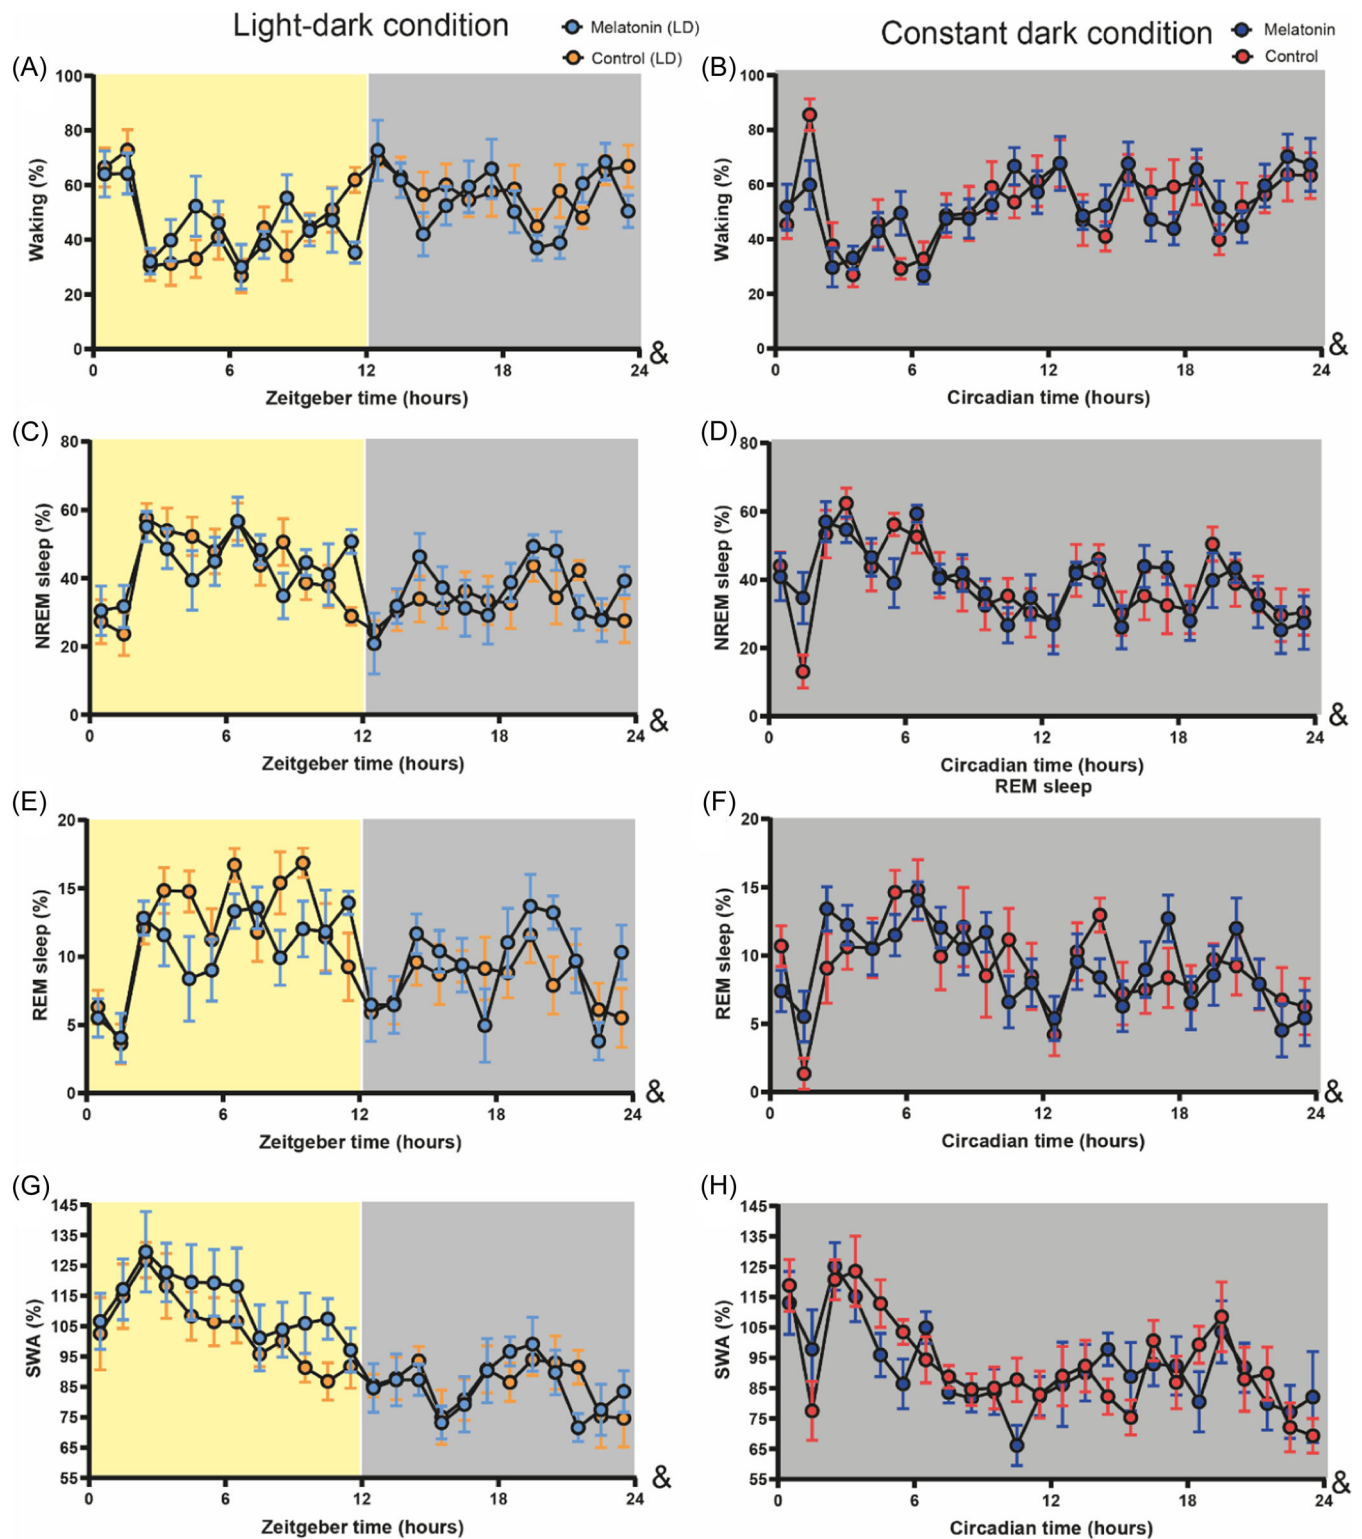 Light-dark condition
Melatonin (LD)
Control (LD)
Constant dark condition
Melatonin
Control
(A)
Waking (%)
100
80
60
40
20
0
0 6 12 18 24 &
Zeitgeber time (hours)
(B)
Waking (%)
100
80
60
40
20
0
0 6 12 18 24 &
Circadian time (hours)
(C)
NREM sleep (%)
80
60
40
20
0
0 6 12 18 24 &
Zeitgeber time (hours)
(D)
NREM sleep (%)
80
60
40
20
0
0 6 12 18 24 &
Circadian time (hours)
(E)
REM sleep (%)
20
15
10
5
0
0 6 12 18 24 &
Zeitgeber time (hours)
(F)
REM sleep
REM sleep (%)
20
15
10
5
0
0 6 12 18 24 &
Circadian time (hours)
(G)
SWA (%)
145
135
125
115
105
95
85
75
65
55
0 6 12 18 24 &
Zeitgeber time (hours)
(H)
SWA (%)
145
135
125
115
105
95
85
75
65
55
0 6 12 18 24 &
Circadian time (hours)